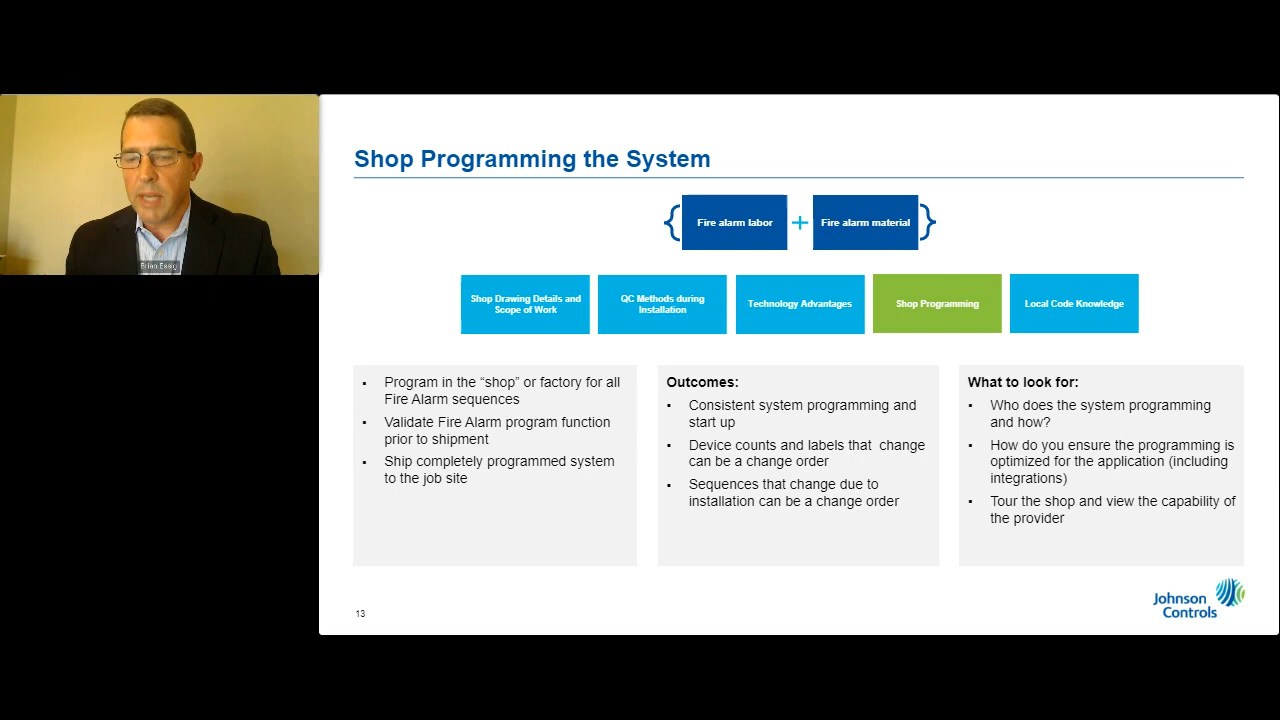 Brian Essig
Shop Programming the System
{ Fire alarm labor + Fire alarm material }
Shop Drawing Details and
Scope of Work
QC Methods during
Installation
Technology Advantages
Shop Programming
Local Code Knowledge
▪ Program in the “shop” or factory for all
Fire Alarm sequences
▪ Validate Fire Alarm program function
prior to shipment
▪ Ship completely programmed system
to the job site
Outcomes:
▪ Consistent system programming and
start up
▪ Device counts and labels that change
can be a change order
▪ Sequences that change due to
installation can be a change order
What to look for:
▪ Who does the system programming
and how?
▪ How do you ensure the programming is
optimized for the application (including
integrations)
▪ Tour the shop and view the capability of
the provider
13
Johnson
Controls